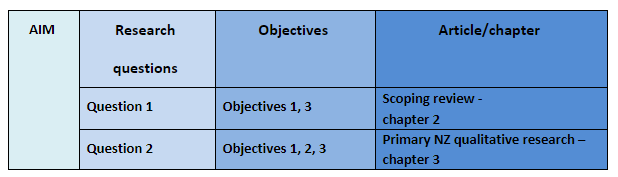 AIM
Research
questions
Objectives
Article/chapter
Question 1
Objectives 1, 3
Scoping review -
chapter 2
Question 2
Objectives 1, 2, 3
Primary NZ qualitative research –
chapter 3